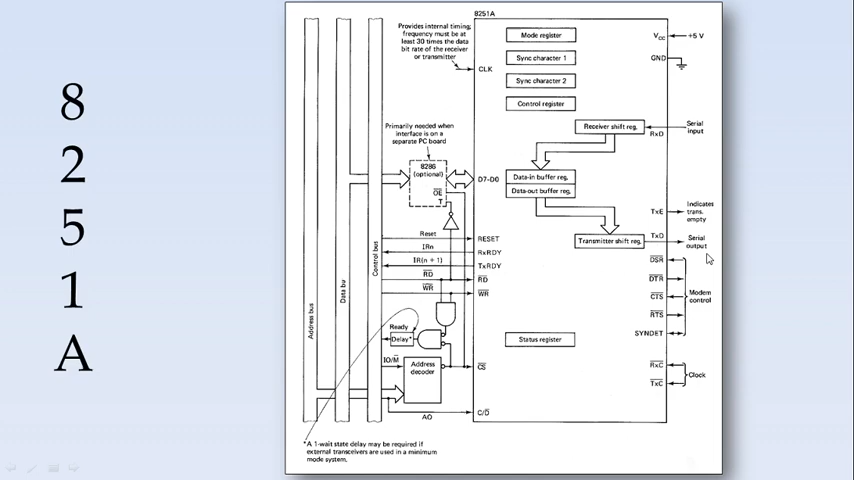 8
2
5
1
A
8251A
Provides internal timing;
frequency must be at
least 30 times the data
bit rate of the receiver
or transmitter
CLK
Mode register
Sync character 1
Sync character 2
Control register
VCC
+5 V
GND
Receiver shift reg.
Serial
input
RxD
Primarily needed when
interface is on a
separate PC board
8286
(optional)
OE
T
D7-D0
Data-in buffer reg.
Data-out buffer reg.
TxE
Indicates
trans.
empty
Transmitter shift reg.
TxD
Serial
output
Reset
RESET
IRn
RxRDY
IR(n + 1)
TxRDY
RD
RD
WR
WR
DSR
DTR
CTS
RTS
SYNDET
Modem
control
Address bus
Data bu
Control bus
Ready
Delay*
IO/M
Address
decoder
CS
Status register
RxC
TxC
Clock
AO
C/D
*A 1-wait state delay may be required if
external transceivers are used in a minimum
mode system.